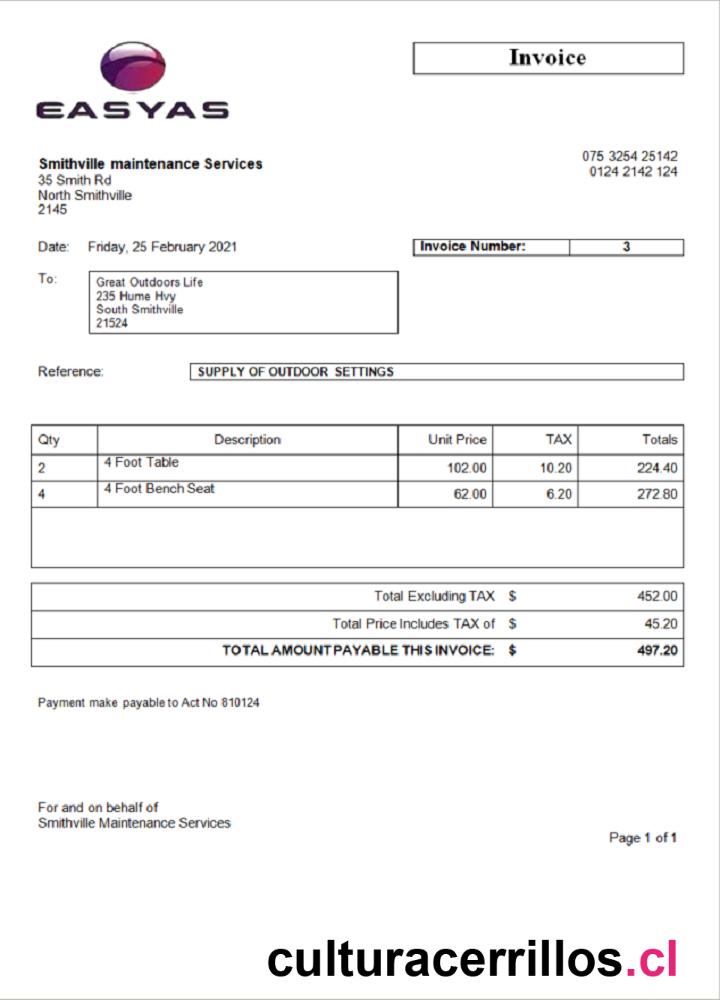 EASYAS
Invoice
Smithville maintenance Services
35 Smith Rd
North Smithville
2145
075 3254 25142
0124 2142 124
Date: Friday, 25 February 2021
Invoice Number: 3
To: Great Outdoors Life
235 Hume Hvy
South Smithville
21524
Reference: SUPPLY OF OUTDOOR SETTINGS
Qty Description Unit Price TAX Totals
2 4 Foot Table 102.00 10.20 224.40
4 4 Foot Bench Seat 62.00 6.20 272.80
Total Excluding TAX $ 452.00
Total Price Includes TAX of $ 45.20
TOTAL AMOUNT PAYABLE THIS INVOICE: $ 497.20
Payment make payable to Act No 810124
For and on behalf of
Smithville Maintenance Services
Page 1 of 1
culturacerrillos.cl